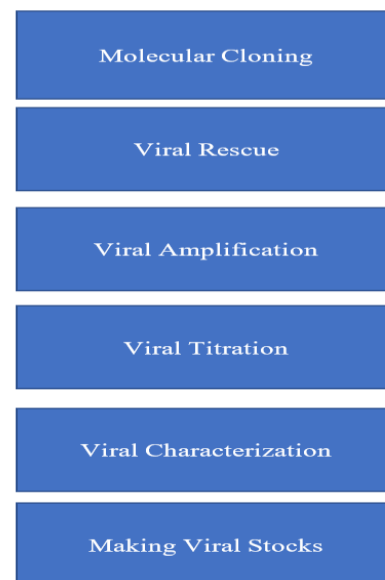 Molecular Cloning
Viral Rescue
Viral Amplification
Viral Titration
Viral Characterization
Making Viral Stocks